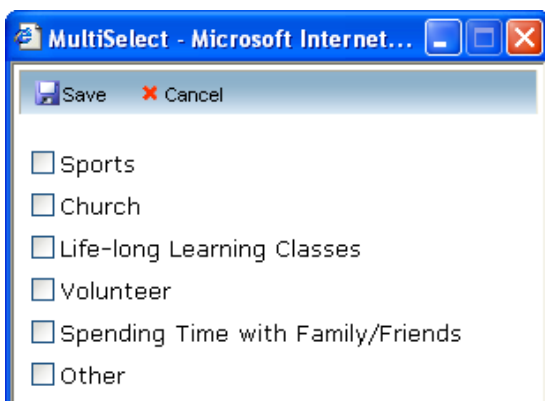 MultiSelect - Microsoft Internet...
Save Cancel
Sports
Church
Life-long Learning Classes
Volunteer
Spending Time with Family/Friends
Other